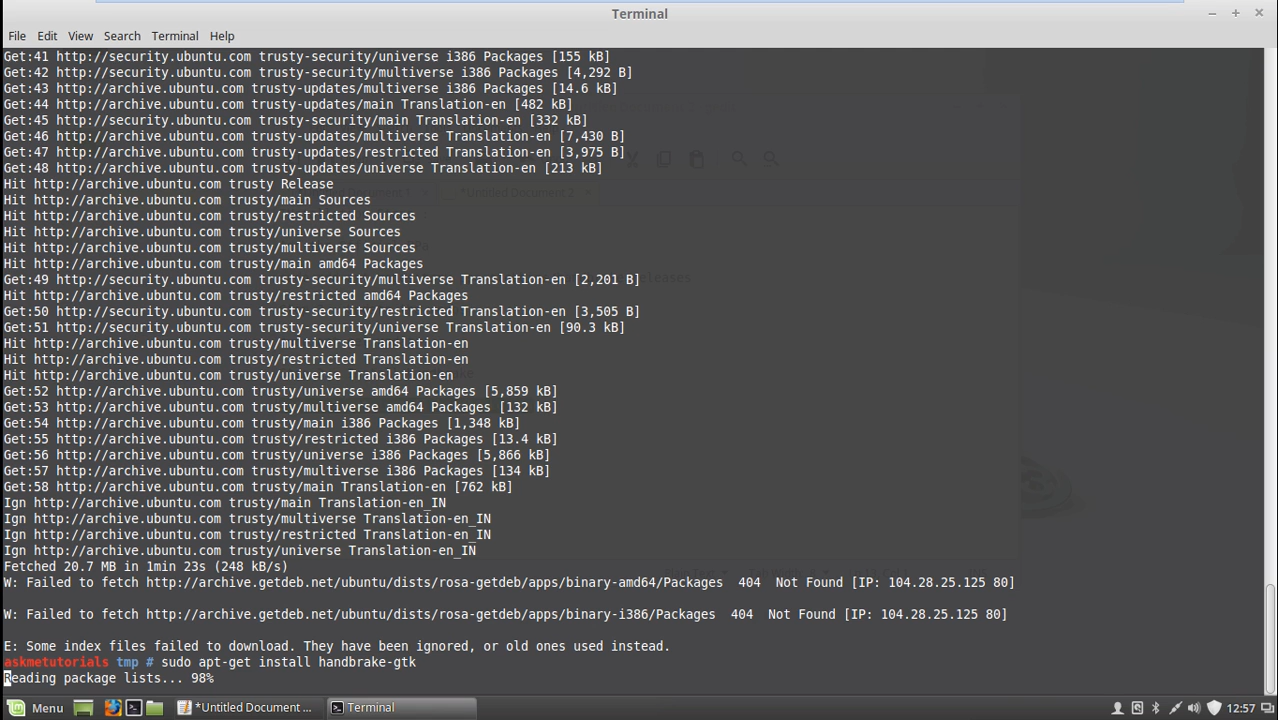 Terminal
File Edit View Search Terminal Help
Get:41 http://security.ubuntu.com trusty-security/universe i386 Packages [155 kB]
Get:42 http://security.ubuntu.com trusty-security/multiverse i386 Packages [4,292 B]
Get:43 http://archive.ubuntu.com trusty-updates/multiverse i386 Packages [14.6 kB]
Get:44 http://archive.ubuntu.com trusty-updates/main Translation-en [482 kB]
Get:45 http://security.ubuntu.com trusty-security/main Translation-en [332 kB]
Get:46 http://archive.ubuntu.com trusty-updates/multiverse Translation-en [7,430 B]
Get:47 http://archive.ubuntu.com trusty-updates/restricted Translation-en [3,975 B]
Get:48 http://archive.ubuntu.com trusty-updates/universe Translation-en [213 kB]
Hit http://archive.ubuntu.com trusty Release
Hit http://archive.ubuntu.com trusty/main Sources
Hit http://archive.ubuntu.com trusty/restricted Sources
Hit http://archive.ubuntu.com trusty/universe Sources
Hit http://archive.ubuntu.com trusty/multiverse Sources
Hit http://archive.ubuntu.com trusty/main amd64 Packages
Get:49 http://security.ubuntu.com trusty-security/multiverse Translation-en [2,201 B]
Hit http://archive.ubuntu.com trusty/restricted amd64 Packages
Get:50 http://security.ubuntu.com trusty-security/restricted Translation-en [3,505 B]
Get:51 http://security.ubuntu.com trusty-security/universe Translation-en [90.3 kB]
Hit http://archive.ubuntu.com trusty/multiverse Translation-en
Hit http://archive.ubuntu.com trusty/restricted Translation-en
Hit http://archive.ubuntu.com trusty/universe Translation-en
Get:52 http://archive.ubuntu.com trusty/universe amd64 Packages [5,859 kB]
Get:53 http://archive.ubuntu.com trusty/multiverse amd64 Packages [132 kB]
Get:54 http://archive.ubuntu.com trusty/main i386 Packages [1,348 kB]
Get:55 http://archive.ubuntu.com trusty/restricted i386 Packages [13.4 kB]
Get:56 http://archive.ubuntu.com trusty/universe i386 Packages [5,866 kB]
Get:57 http://archive.ubuntu.com trusty/multiverse i386 Packages [134 kB]
Get:58 http://archive.ubuntu.com trusty/main Translation-en [762 kB]
Ign http://archive.ubuntu.com trusty/main Translation-en_IN
Ign http://archive.ubuntu.com trusty/multiverse Translation-en_IN
Ign http://archive.ubuntu.com trusty/restricted Translation-en_IN
Ign http://archive.ubuntu.com trusty/universe Translation-en_IN
Fetched 20.7 MB in 1min 23s (248 kB/s)
W: Failed to fetch http://archive.getdeb.net/ubuntu/dists/rosa-getdeb/apps/binary-amd64/Packages 404 Not Found [IP: 104.28.25.125 80]
W: Failed to fetch http://archive.getdeb.net/ubuntu/dists/rosa-getdeb/apps/binary-i386/Packages 404 Not Found [IP: 104.28.25.125 80]
E: Some index files failed to download. They have been ignored, or old ones used instead.
askmetutorials tmp # sudo apt-get install handbrake-gtk
Reading package lists... 98%
Menu *Untitled Document ... Terminal 12:57